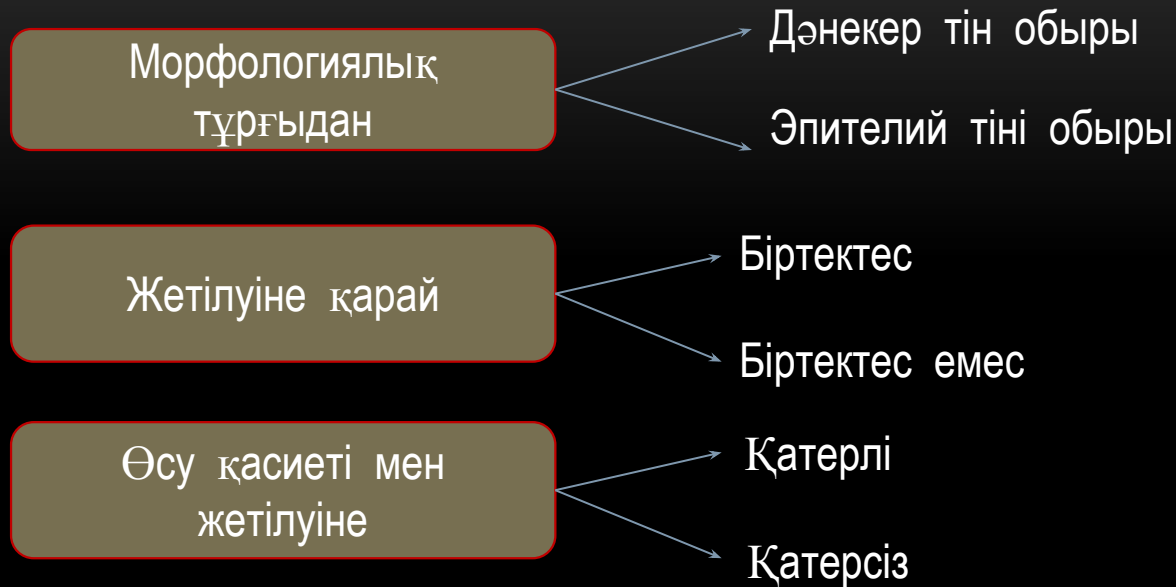 Морфологиялық
тұрғыдан
Дәнекер тін обыры
Эпителий тіні обыры
Жетілуіне қарай
Біртектес
Біртектес емес
Өсу қасиеті мен
жетілуіне
Қатерлі
Қатерсіз